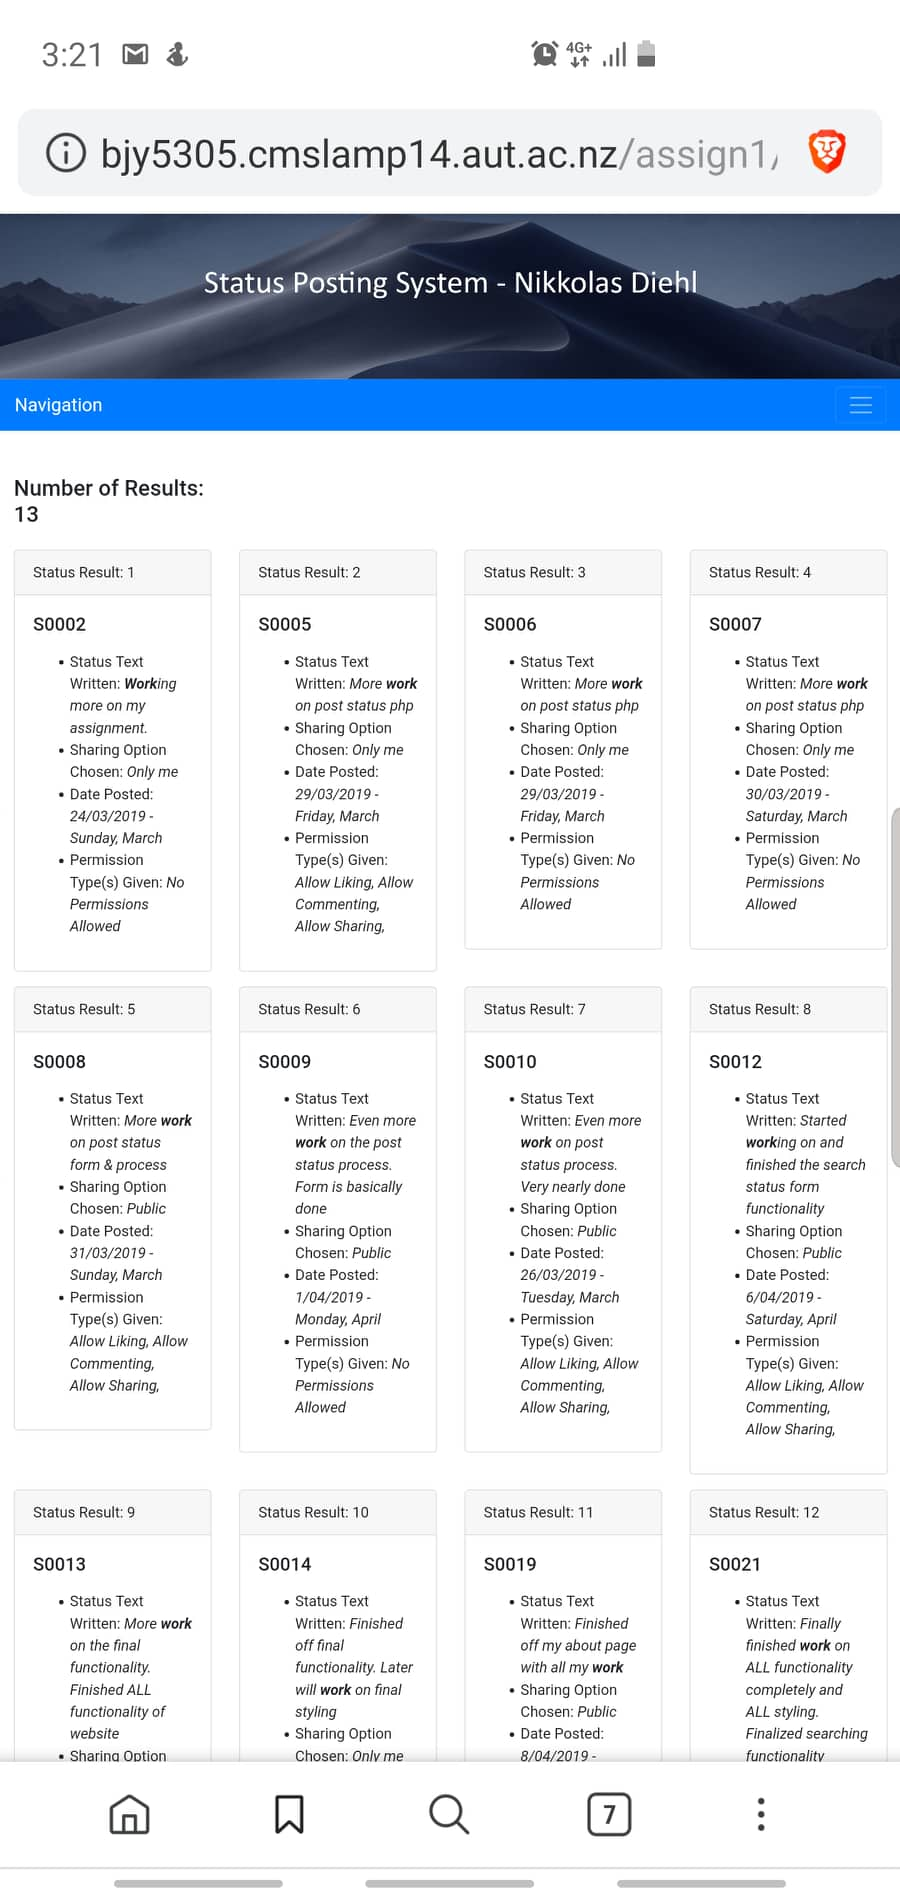 3:21
4G+
bjy5305.cmslamp14.aut.ac.nz/assign1/
Status Posting System - Nikkolas Diehl
Navigation
Number of Results:
13
Status Result: 1
S0002
• Status Text
Written: Working
more on my
assignment.
• Sharing Option
Chosen: Only me
• Date Posted:
24/03/2019 -
Sunday, March
• Permission
Type(s) Given: No
Permissions
Allowed
Status Result: 2
S0005
• Status Text
Written: More work
on post status php
• Sharing Option
Chosen: Only me
• Date Posted:
29/03/2019 -
Friday, March
• Permission
Type(s) Given:
Allow Liking, Allow
Commenting,
Allow Sharing,
Status Result: 3
S0006
• Status Text
Written: More work
on post status php
• Sharing Option
Chosen: Only me
• Date Posted:
29/03/2019 -
Friday, March
• Permission
Type(s) Given: No
Permissions
Allowed
Status Result: 4
S0007
• Status Text
Written: More work
on post status php
• Sharing Option
Chosen: Only me
• Date Posted:
30/03/2019 -
Saturday, March
• Permission
Type(s) Given: No
Permissions
Allowed
Status Result: 5
S0008
• Status Text
Written: More work
on post status
form & process
• Sharing Option
Chosen: Public
• Date Posted:
31/03/2019 -
Sunday, March
• Permission
Type(s) Given:
Allow Liking, Allow
Commenting,
Allow Sharing,
Status Result: 6
S0009
• Status Text
Written: Even more
work on the post
status process.
Form is basically
done
• Sharing Option
Chosen: Public
• Date Posted:
1/04/2019 -
Monday, April
• Permission
Type(s) Given: No
Permissions
Allowed
Status Result: 7
S0010
• Status Text
Written: Even more
work on post
status process.
Very nearly done
• Sharing Option
Chosen: Public
• Date Posted:
26/03/2019 -
Tuesday, March
• Permission
Type(s) Given:
Allow Liking, Allow
Commenting,
Allow Sharing,
Status Result: 8
S0012
• Status Text
Written: Started
working on and
finished the search
status form
functionality
• Sharing Option
Chosen: Public
• Date Posted:
6/04/2019 -
Saturday, April
• Permission
Type(s) Given:
Allow Liking, Allow
Commenting,
Allow Sharing,
Status Result: 9
S0013
• Status Text
Written: More work
on the final
functionality.
Finished ALL
functionality of
website
• Sharing Option
Status Result: 10
S0014
• Status Text
Written: Finished
off final
functionality. Later
will work on final
styling
• Sharing Option
Chosen: Only me
Status Result: 11
S0019
• Status Text
Written: Finished
off my about page
with all my work
• Sharing Option
Chosen: Public
• Date Posted:
8/04/2019 -
Status Result: 12
S0021
• Status Text
Written: Finally
finished work on
ALL functionality
completely and
ALL styling.
Finalized searching
functionality
7